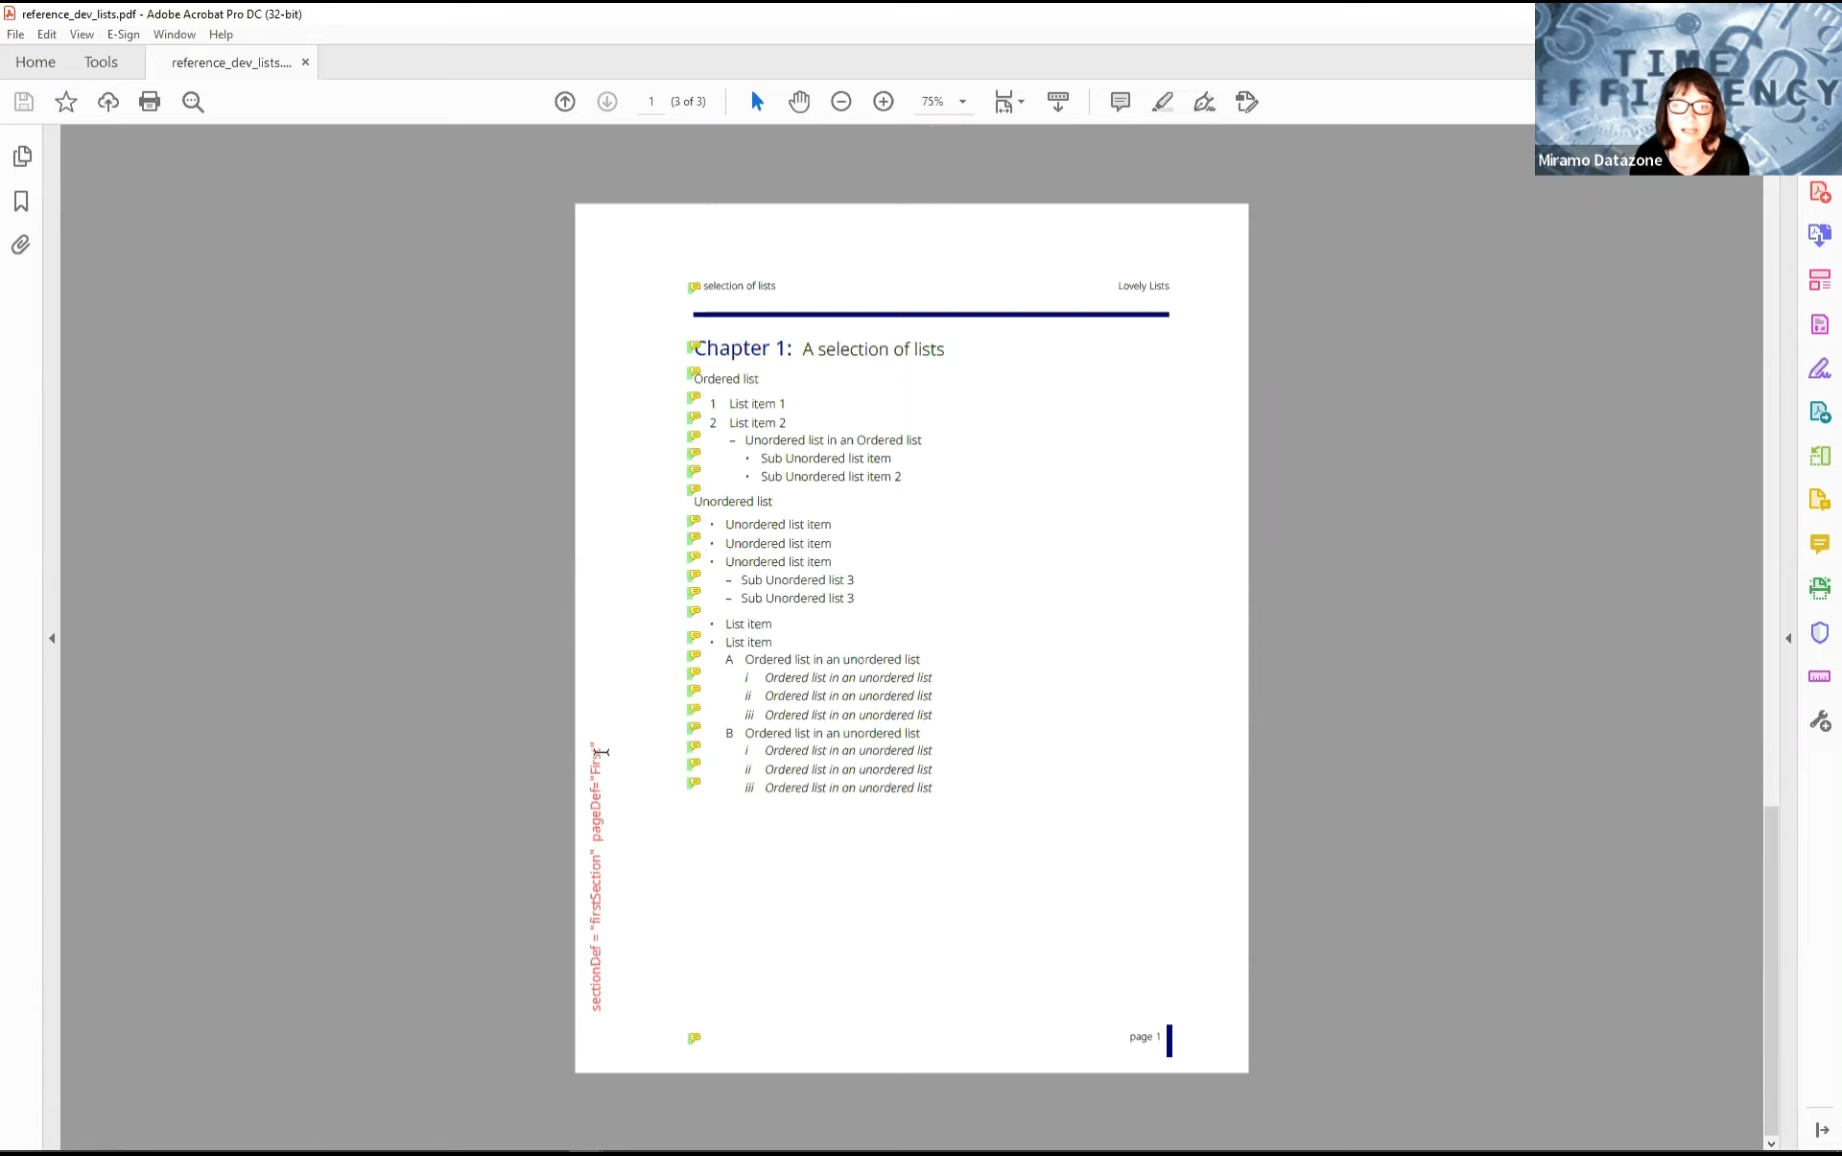 reference_dev_lists.pdf - Adobe Acrobat Pro DC (32-bit)
File Edit View E-Sign Window Help
Home Tools reference_dev_lists.... ×
1 (3 of 3) 75%
TIME
EFFICIENCY
Miramo Datazone
selection of lists Lovely Lists
Chapter 1: A selection of lists
Ordered list
1 List item 1
2 List item 2
– Unordered list in an Ordered list
• Sub Unordered list item
• Sub Unordered list item 2
Unordered list
• Unordered list item
• Unordered list item
• Unordered list item
– Sub Unordered list 3
– Sub Unordered list 3
• List item
• List item
A Ordered list in an unordered list
i Ordered list in an unordered list
ii Ordered list in an unordered list
iii Ordered list in an unordered list
B Ordered list in an unordered list
i Ordered list in an unordered list
ii Ordered list in an unordered list
iii Ordered list in an unordered list
sectionDef = "firstSection" pageDef="First"
page 1